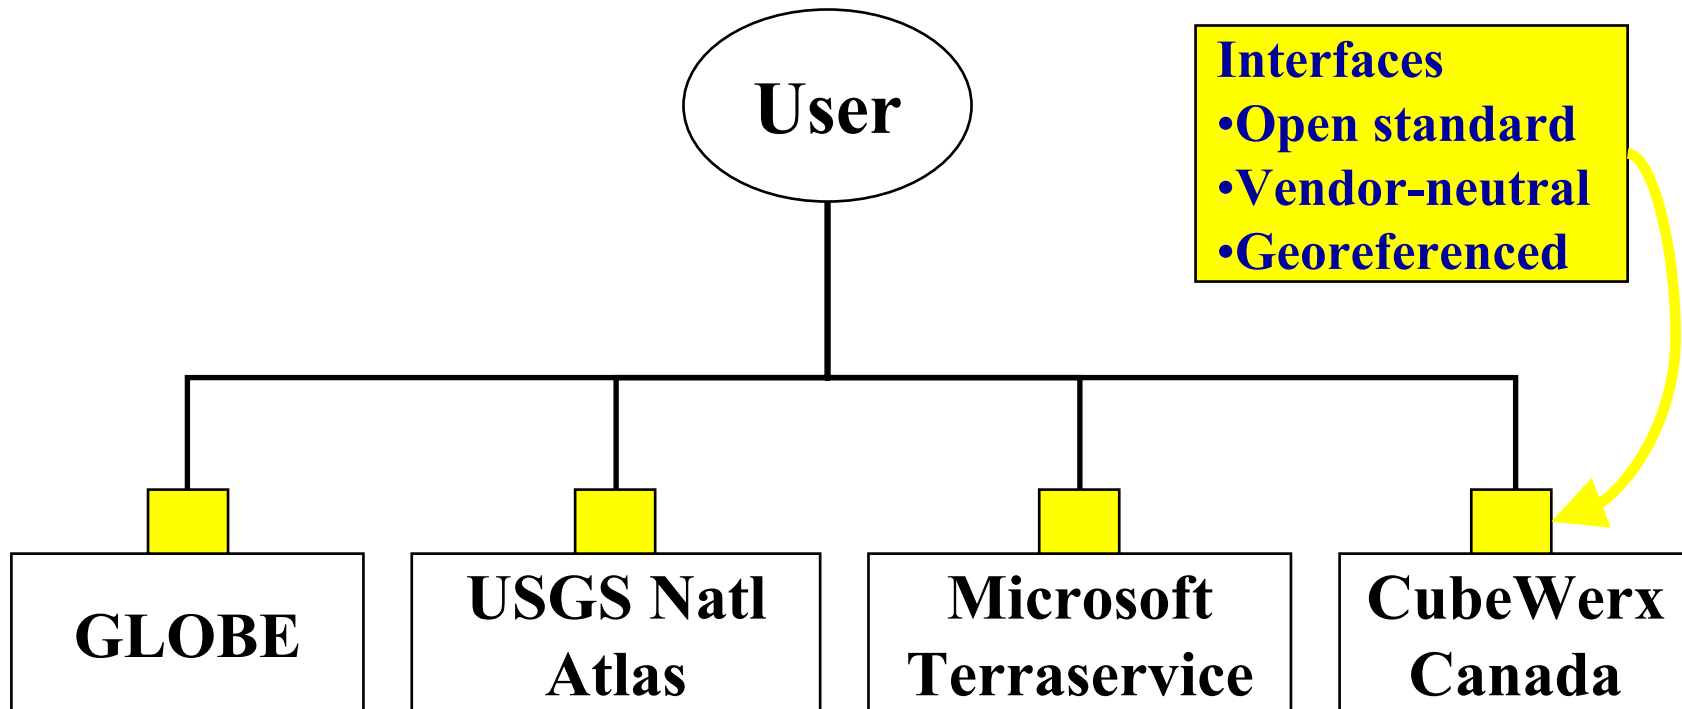 User
Interfaces
•Open standard
•Vendor-neutral
•Georeferenced
GLOBE
USGS Natl
Atlas
Microsoft
Terraservice
CubeWerx
Canada